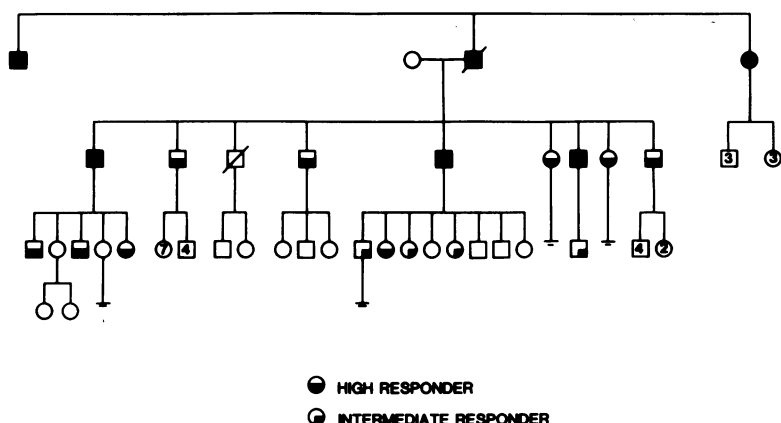 3 3
7 4 4 2
HIGH RESPONDER
INTERMEDIATE RESPONDER